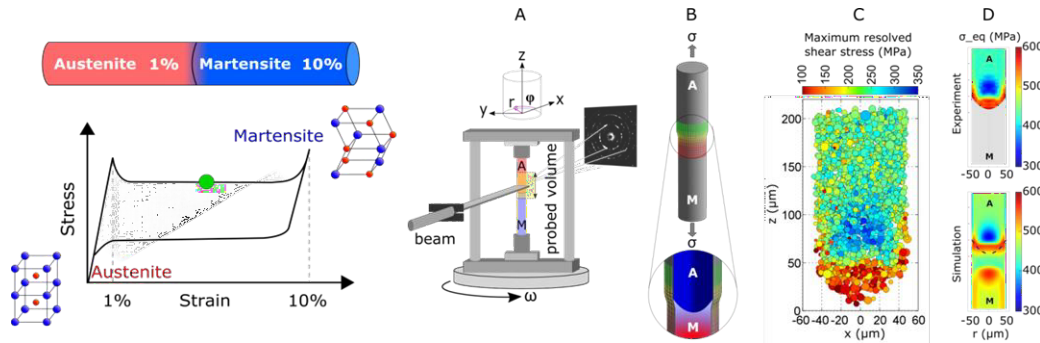 Austenite 1% Martensite 10%
Martensite
Stress
Austenite
1% Strain 10%
A
z
r φ
y x
A
M
probed volume
beam
ω
B
σ
A
M
σ
A
M
C
Maximum resolved
shear stress (MPa)
100 150 200 250 300 350
z (μm)
200
150
100
50
0
-60 -40 -20 0 20 40 60
x (μm)
D
σ_eq (MPa)
A
M
Experiment
600
500
400
300
-50 0 50
A
M
Simulation
600
500
400
300
-50 0 50
r (μm)